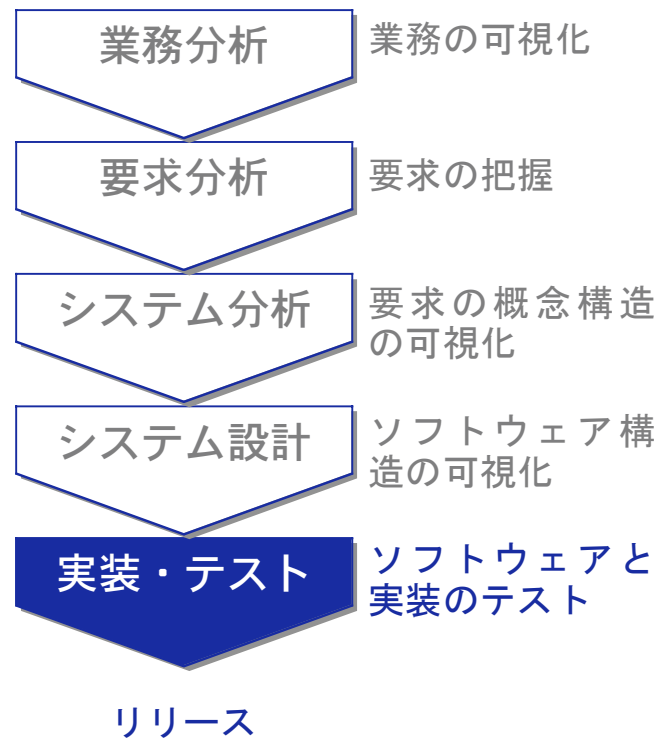 業務分析
業務の可視化
要求分析
要求の把握
システム分析
要求の概念構造
の可視化
システム設計
ソフトウェア構
造の可視化
実装・テスト
ソフトウェアと
実装のテスト
リリース